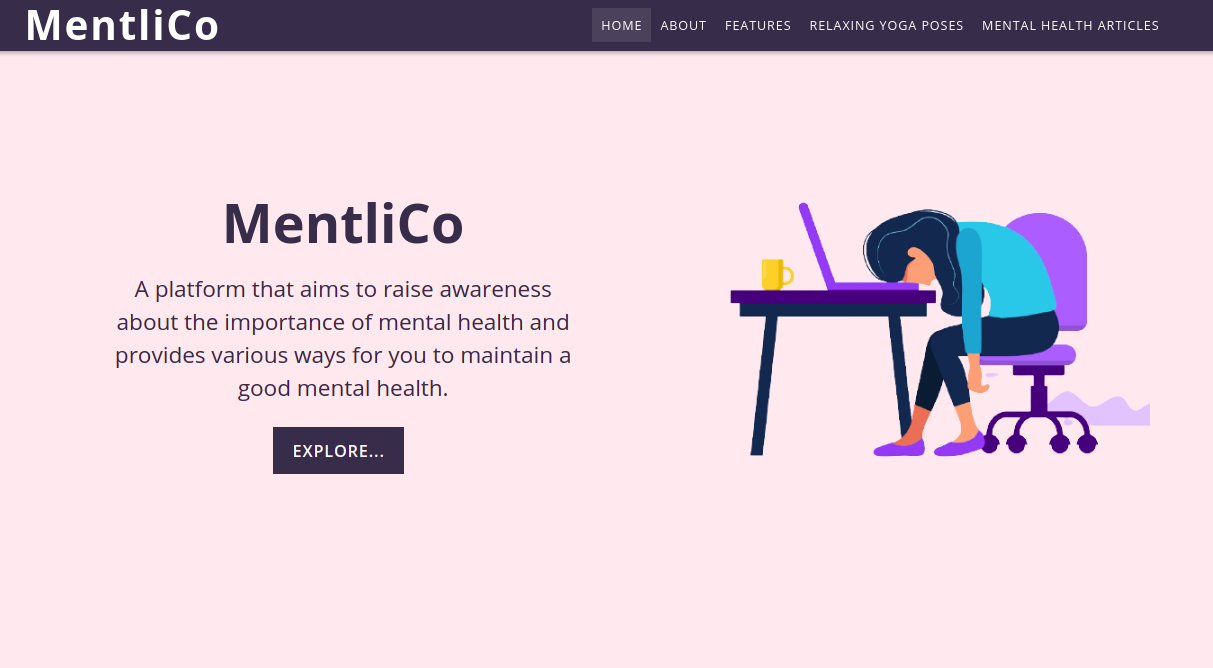 MentliCo
HOME ABOUT FEATURES RELAXING YOGA POSES MENTAL HEALTH ARTICLES
MentliCo
A platform that aims to raise awareness
about the importance of mental health and
provides various ways for you to maintain a
good mental health.
EXPLORE...